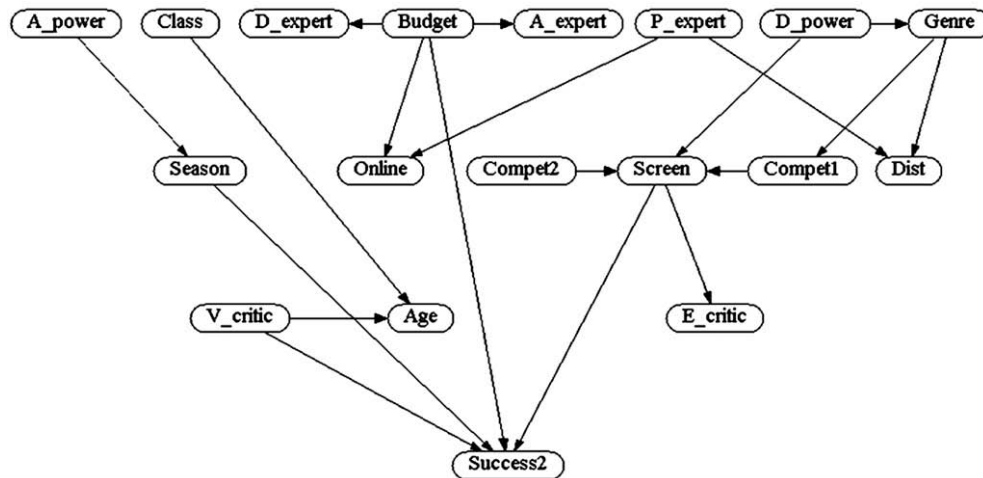 A_power
Class
D_expert
Budget
A_expert
P_expert
D_power
Genre
Season
Online
Compet2
Screen
Compet1
Dist
V_critic
Age
E_critic
Success2